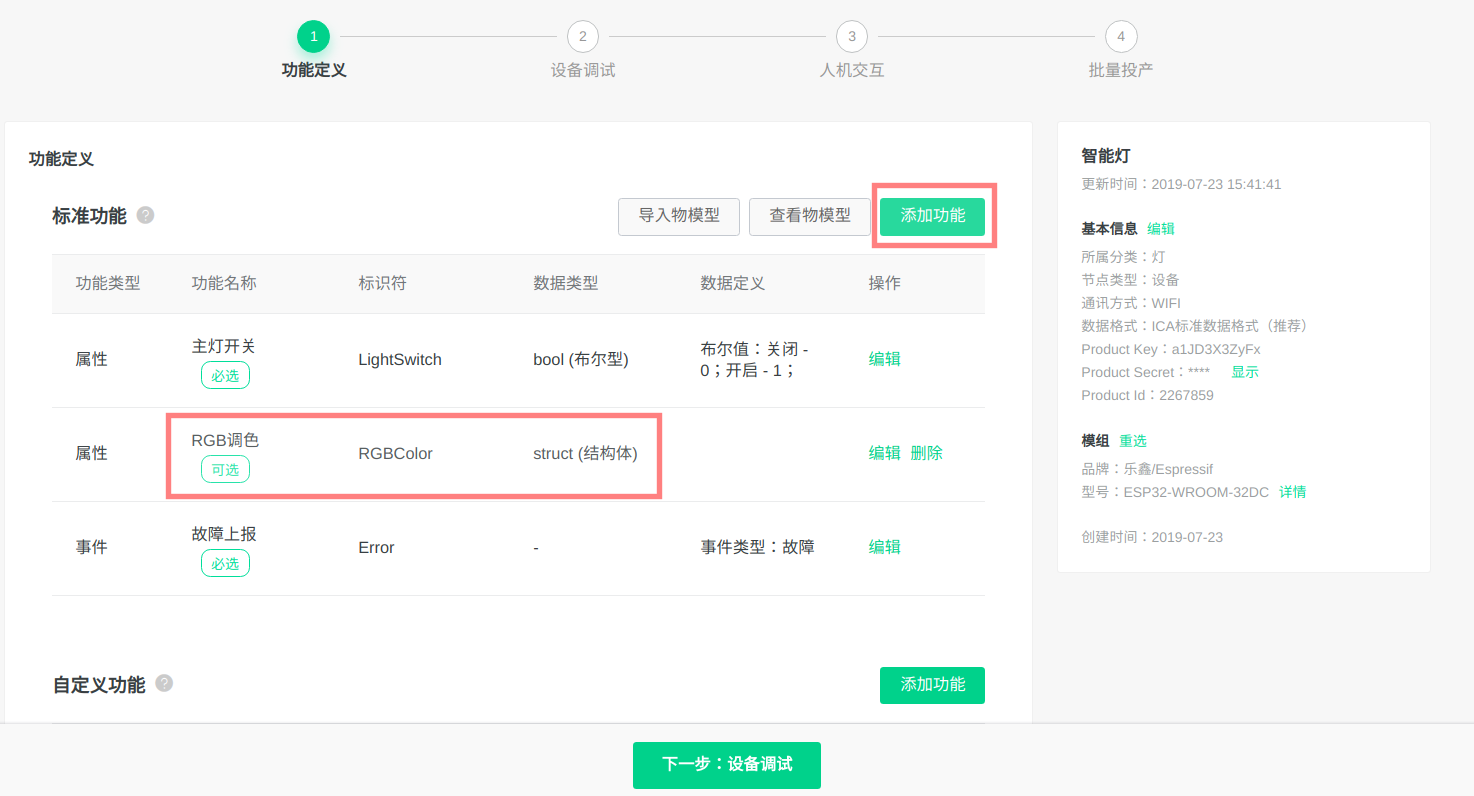 1
2
3
4
功能定义
设备调试
人机交互
批量投产
功能定义
标准功能 ?
导入物模型
查看物模型
添加功能
功能类型 功能名称 标识符 数据类型 数据定义 操作
属性 主灯开关 LightSwitch bool (布尔型) 布尔值：关闭 - 编辑
必选 0；开启 - 1；
属性 RGB调色 RGBColor struct (结构体) 编辑 删除
可选
事件 故障上报 Error - 事件类型：故障 编辑
必选
自定义功能 ?
添加功能
下一步：设备调试
智能灯
更新时间：2019-07-23 15:41:41
基本信息 编辑
所属分类：灯
节点类型：设备
通讯方式：WIFI
数据格式：ICA标准数据格式（推荐）
Product Key：a1JD3X3ZyFx
Product Secret：**** 显示
Product Id：2267859
模组 重选
品牌：乐鑫/Espressif
型号：ESP32-WROOM-32DC 详情
创建时间：2019-07-23